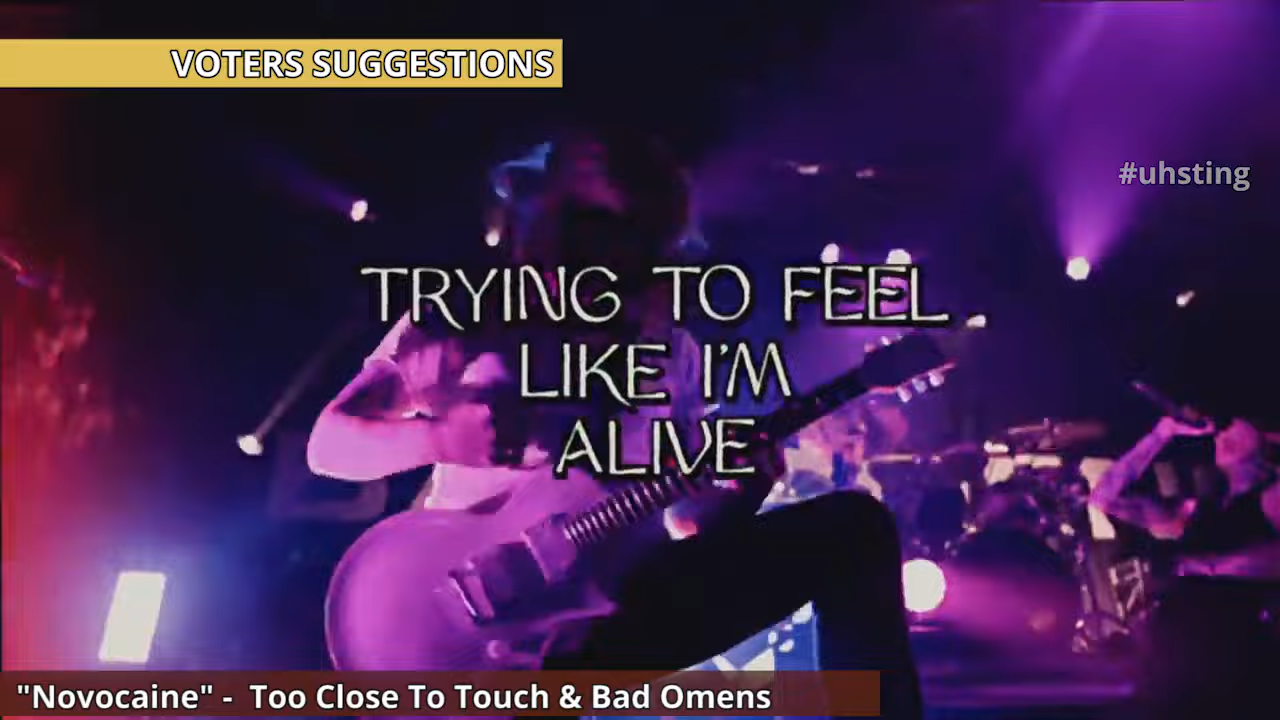 VOTERS SUGGESTIONS
#uhsting
TRYING TO FEEL
LIKE I'M
ALIVE
"Novocaine" - Too Close To Touch & Bad Omens